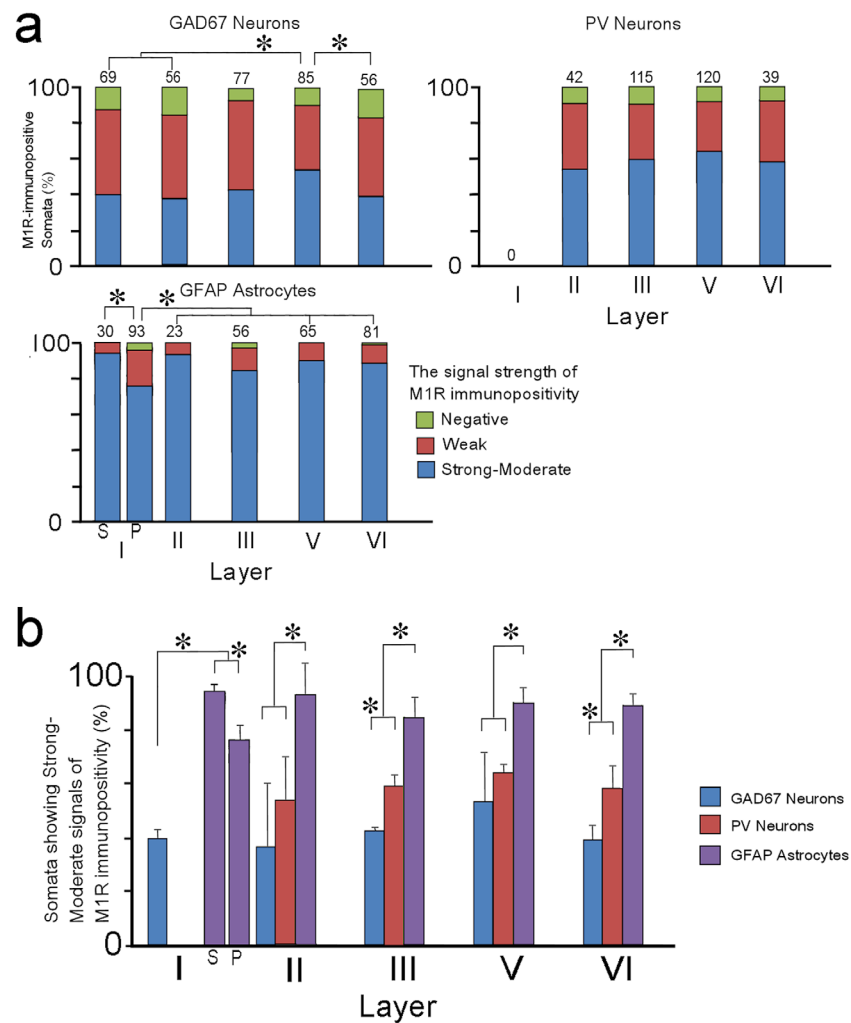 a
GAD67 Neurons
PV Neurons
* *
69 56 77 85 56
42 115 120 39
100
100
M1R-immunopositive
Somata (%)
0
0
0
I II III V VI
Layer
GFAP Astrocytes
* *
30 93 23 56 65 81
100
0
S P
I II III V VI
Layer
The signal strength of
M1R immunopositivity
Negative
Weak
Strong-Moderate
b
* * * * * * * *
100
Somata showing Strong-
Moderate signals of
M1R immunopositivity (%)
0
S P
I II III V VI
Layer
GAD67 Neurons
PV Neurons
GFAP Astrocytes